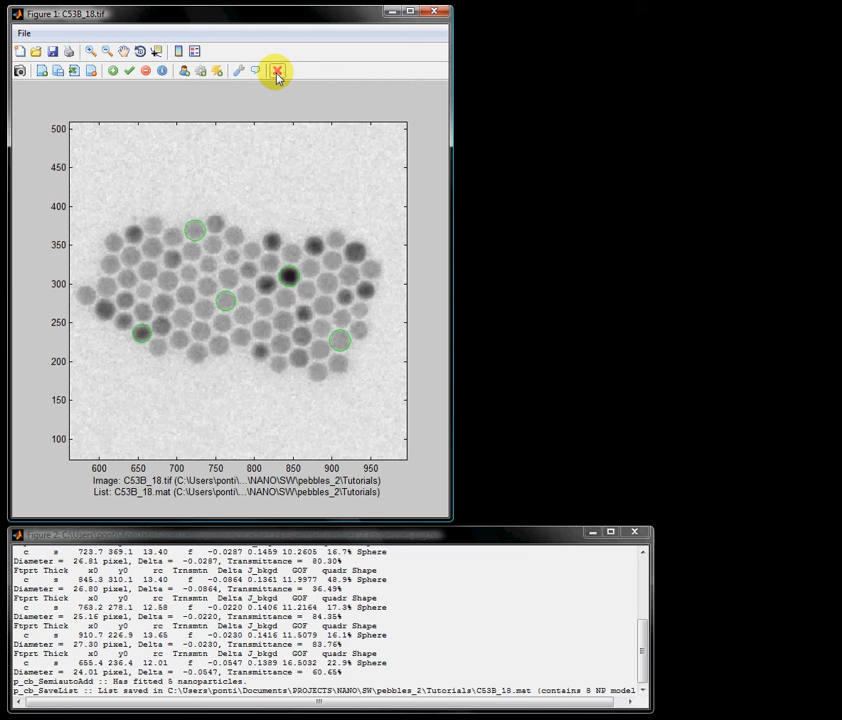 Figure 1: C53B_18.tif
File
500
450
400
350
300
250
200
150
100
600 650 700 750 800 850 900 950
Image: C53B_18.tif (C:\Users\ponti\...\NANO\SW\pebbles_2\Tutorials)
List: C53B_18.mat (C:\Users\ponti\...\NANO\SW\pebbles_2\Tutorials)
Figure 2:
c s 723.7 369.1 13.40 f -0.0287 0.1459 10.2605 16.7% Sphere
Diameter = 26.81 pixel, Delta = -0.0287, Transmittance = 80.30%
Ftprt Thick x0 y0 rc Trnsmtn Delta J_bkgd GOF quadr Shape
c s 845.3 310.1 13.40 f -0.0864 0.1361 11.9977 48.9% Sphere
Diameter = 26.80 pixel, Delta = -0.0864, Transmittance = 36.49%
Ftprt Thick x0 y0 rc Trnsmtn Delta J_bkgd GOF quadr Shape
c s 763.2 278.1 12.58 f -0.0220 0.1406 11.2164 17.3% Sphere
Diameter = 25.16 pixel, Delta = -0.0220, Transmittance = 84.35%
Ftprt Thick x0 y0 rc Trnsmtn Delta J_bkgd GOF quadr Shape
c s 910.7 226.9 13.65 f -0.0230 0.1416 11.5079 16.1% Sphere
Diameter = 27.30 pixel, Delta = -0.0230, Transmittance = 83.76%
Ftprt Thick x0 y0 rc Trnsmtn Delta J_bkgd GOF quadr Shape
c s 655.4 236.4 12.01 f -0.0547 0.1389 16.5032 22.9% Sphere
Diameter = 24.01 pixel, Delta = -0.0547, Transmittance = 60.65%
p_cb_SemiautoAdd :: Has fitted 5 nanoparticles.
p_cb_SaveList :: List saved in C:\Users\ponti\Documents\PROJECTS\NANO\SW\pebbles_2\Tutorials\C53B_18.mat (contains 8 NP model